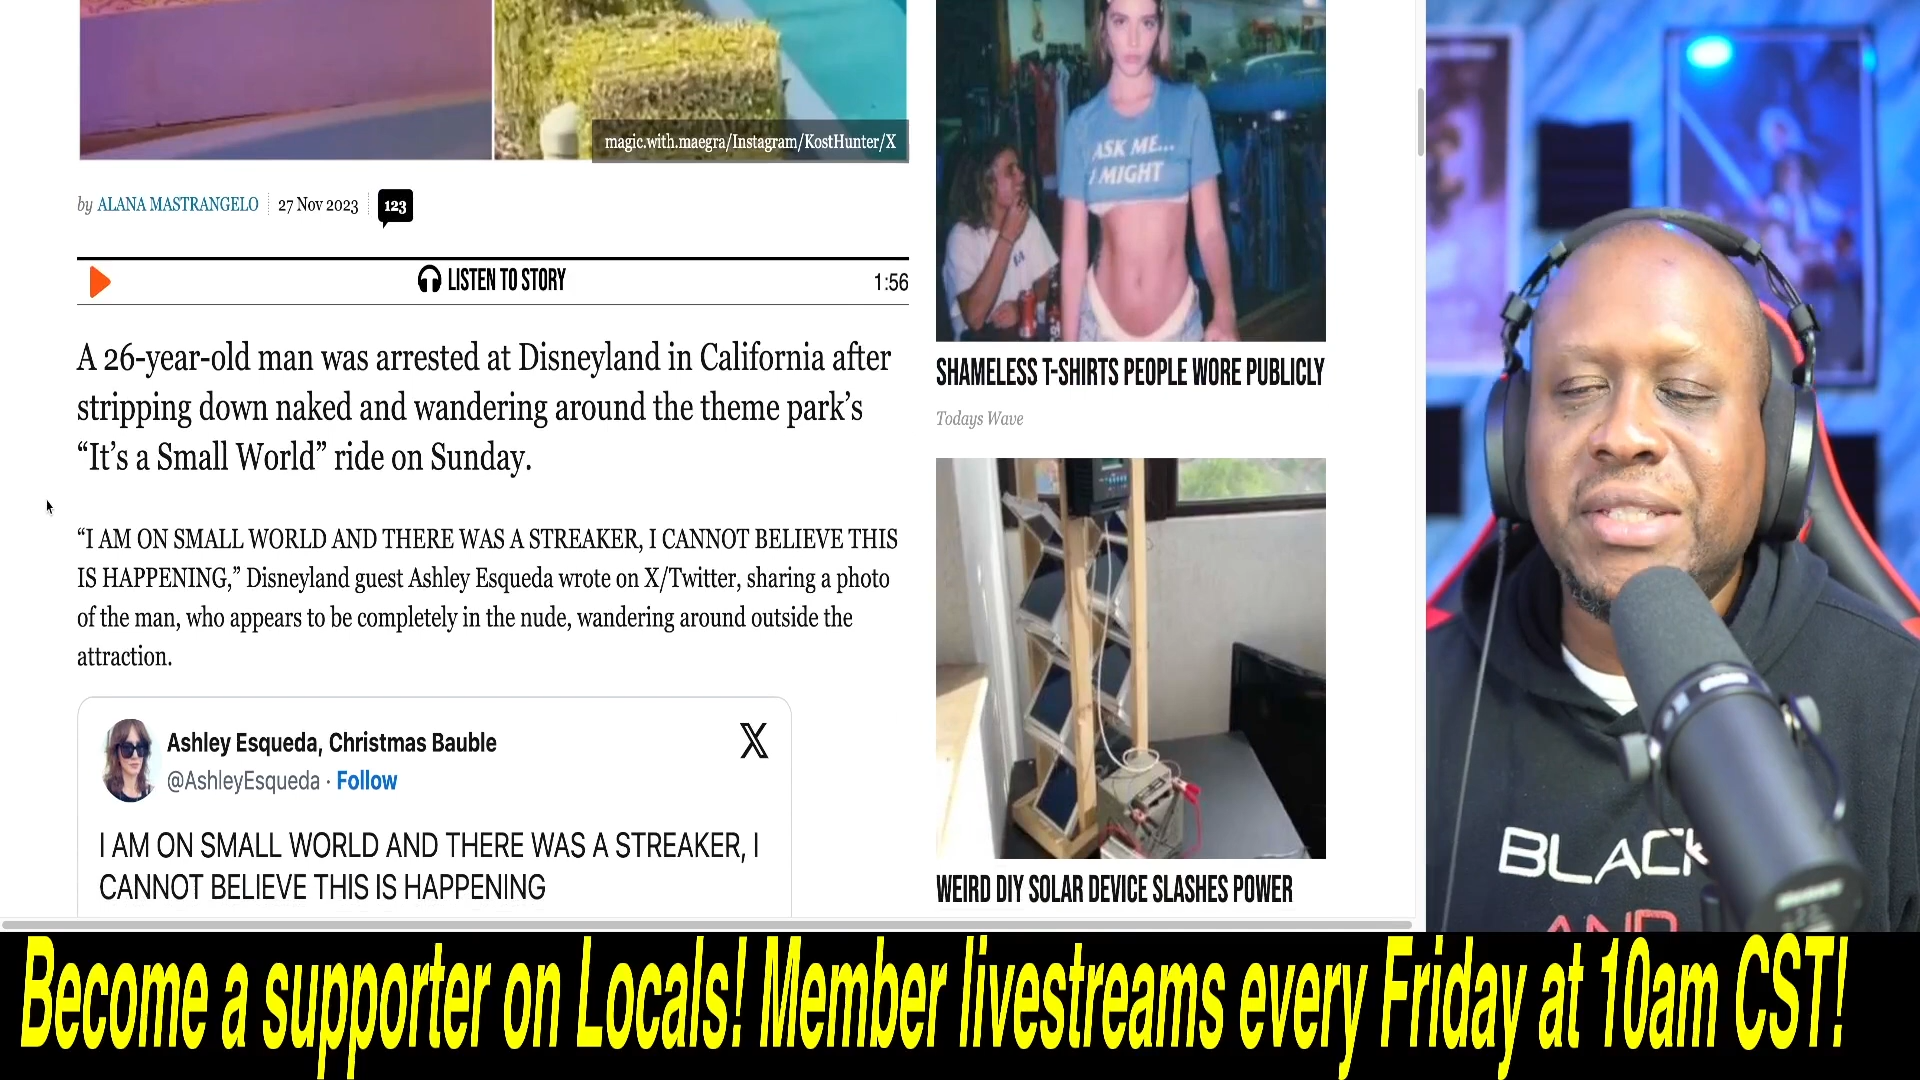 magic.with.maegra/Instagram/KostHunter/X
by ALANA MASTRANGELO 27 Nov 2023 123
LISTEN TO STORY 1:56
A 26-year-old man was arrested at Disneyland in California after
stripping down naked and wandering around the theme park’s
“It’s a Small World” ride on Sunday.
“I AM ON SMALL WORLD AND THERE WAS A STREAKER, I CANNOT BELIEVE THIS
IS HAPPENING,” Disneyland guest Ashley Esqueda wrote on X/Twitter, sharing a photo
of the man, who appears to be completely in the nude, wandering around outside the
attraction.
Ashley Esqueda, Christmas Bauble
@AshleyEsqueda · Follow
X
I AM ON SMALL WORLD AND THERE WAS A STREAKER, I
CANNOT BELIEVE THIS IS HAPPENING
ASK ME...
I MIGHT
SHAMELESS T-SHIRTS PEOPLE WORE PUBLICLY
Todays Wave
WEIRD DIY SOLAR DEVICE SLASHES POWER
BLACK
AND
Become a supporter on Locals! Member livestreams every Friday at 10am CST!